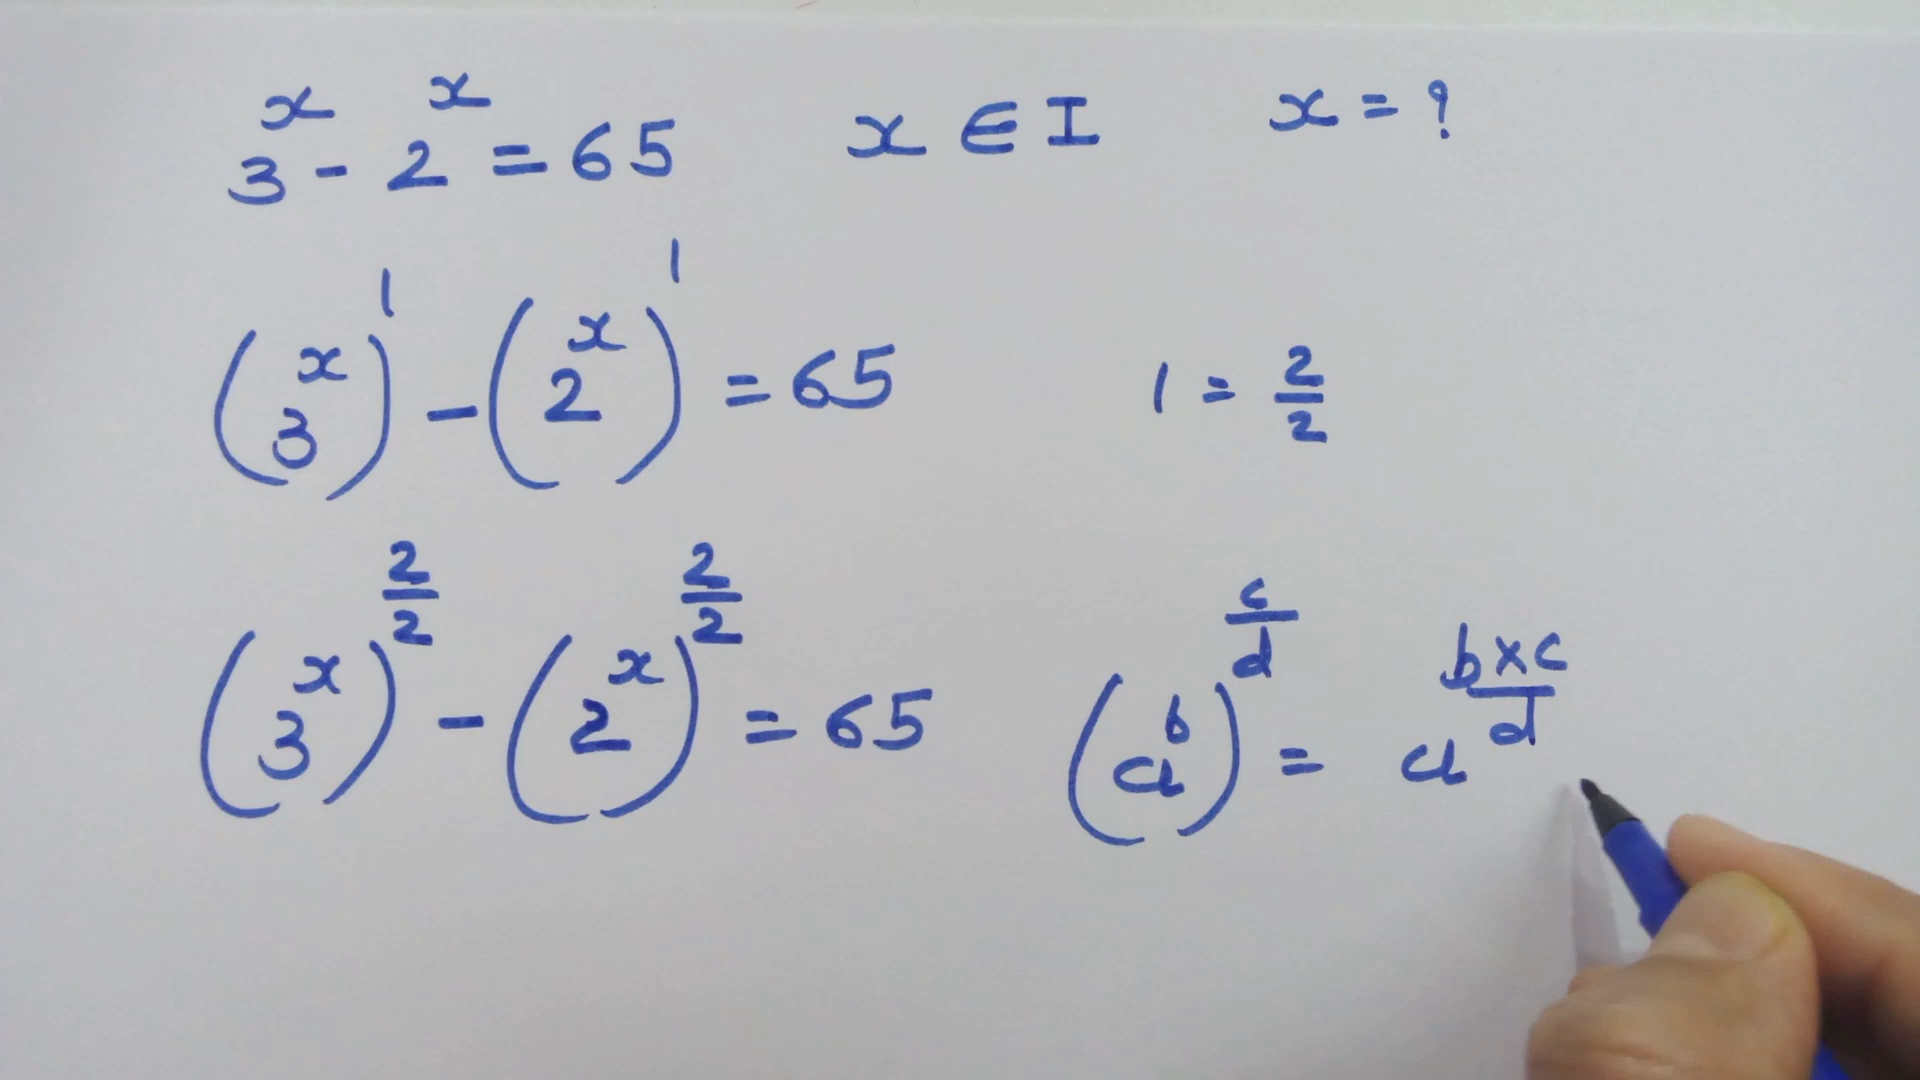 3^x - 2^x = 65 x ∈ I x = ?
(3^x)^1 - (2^x)^1 = 65 1 = 2/2
(3^x)^(2/2) - (2^x)^(2/2) = 65 (a^b)^(c/d) = a^(b×c/d)